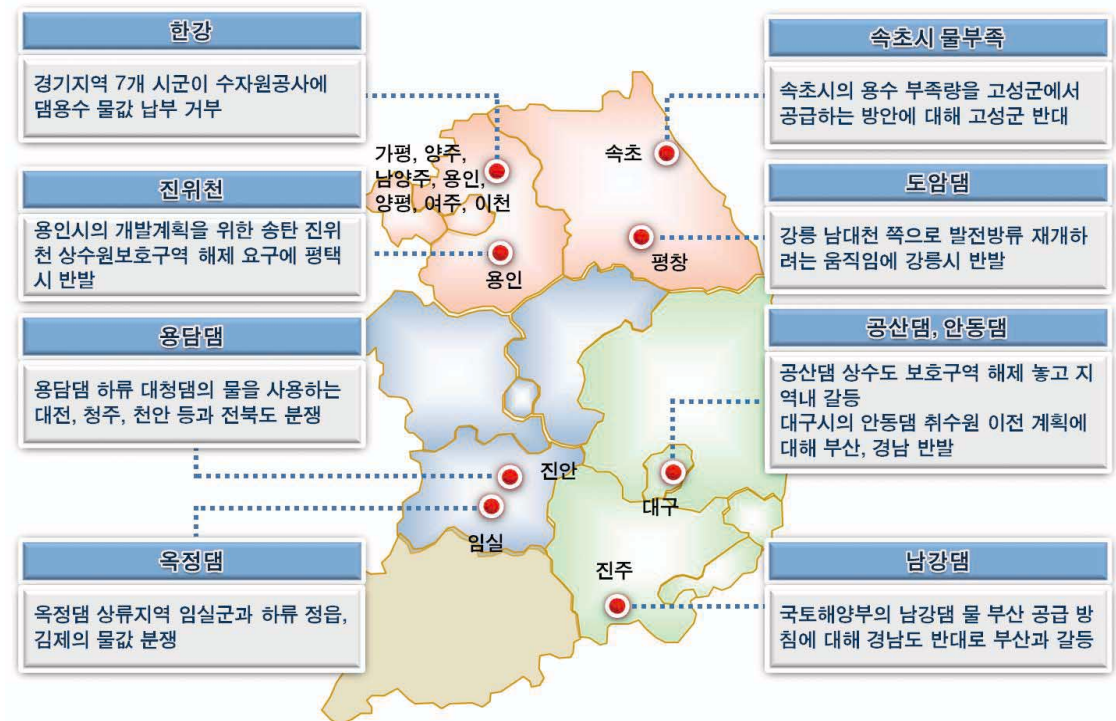 한강
경기지역 7개 시군이 수자원공사에
댐용수 물값 납부 거부
진위천
용인시의 개발계획을 위한 송탄 진위
천 상수원보호구역 해제 요구에 평택
시 반발
용담댐
용담댐 하류 대청댐의 물을 사용하는
대전, 청주, 천안 등과 전북도 분쟁
옥정댐
옥정댐 상류지역 임실군과 하류 정읍,
김제의 물값 분쟁
가평, 양주,
남양주, 용인,
양평, 여주, 이천
용인
속초
평창
진안
임실
대구
진주
속초시 물부족
속초시의 용수 부족량을 고성군에서
공급하는 방안에 대해 고성군 반대
도암댐
강릉 남대천 쪽으로 발전방류 재개하
려는 움직임에 강릉시 반발
공산댐, 안동댐
공산댐 상수도 보호구역 해제 놓고 지
역내 갈등
대구시의 안동댐 취수원 이전 계획에
대해 부산, 경남 반발
남강댐
국토해양부의 남강댐 물 부산 공급 방
침에 대해 경남도 반대로 부산과 갈등